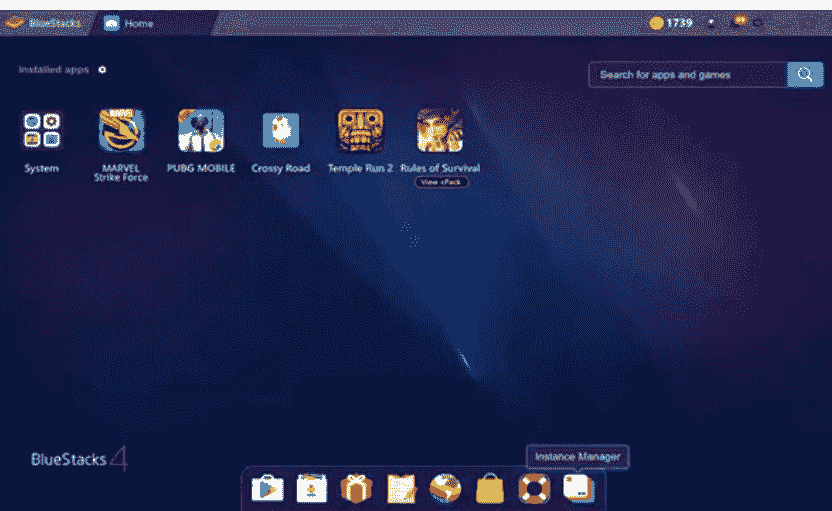 BlueStacks
Home
1739
Installed apps
Search for apps and games
System
MARVEL
Strike Force
PUBG MOBILE
Crossy Road
Temple Run 2
Rules of Survival
View cPack
BlueStacks 4
Instance Manager